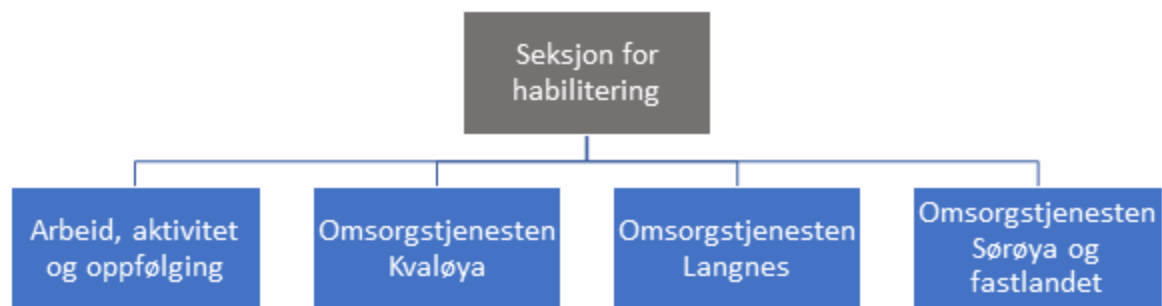 Seksjon for
habilitering
Arbeid, aktivitet
og oppfølging
Omsorgstjenesten
Kvaløya
Omsorgstjenesten
Langnes
Omsorgstjenesten
Sørøya og
fastlandet